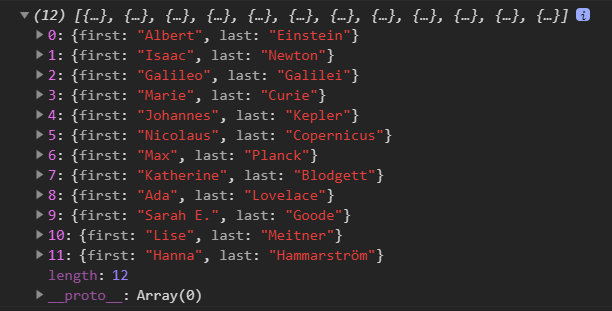 (12) [{…}, {…}, {…}, {…}, {…}, {…}, {…}, {…}, {…}, {…}, {…}, {…}] i
0: {first: "Albert", last: "Einstein"}
1: {first: "Isaac", last: "Newton"}
2: {first: "Galileo", last: "Galilei"}
3: {first: "Marie", last: "Curie"}
4: {first: "Johannes", last: "Kepler"}
5: {first: "Nicolaus", last: "Copernicus"}
6: {first: "Max", last: "Planck"}
7: {first: "Katherine", last: "Blodgett"}
8: {first: "Ada", last: "Lovelace"}
9: {first: "Sarah E.", last: "Goode"}
10: {first: "Lise", last: "Meitner"}
11: {first: "Hanna", last: "Hammarström"}
length: 12
__proto__: Array(0)